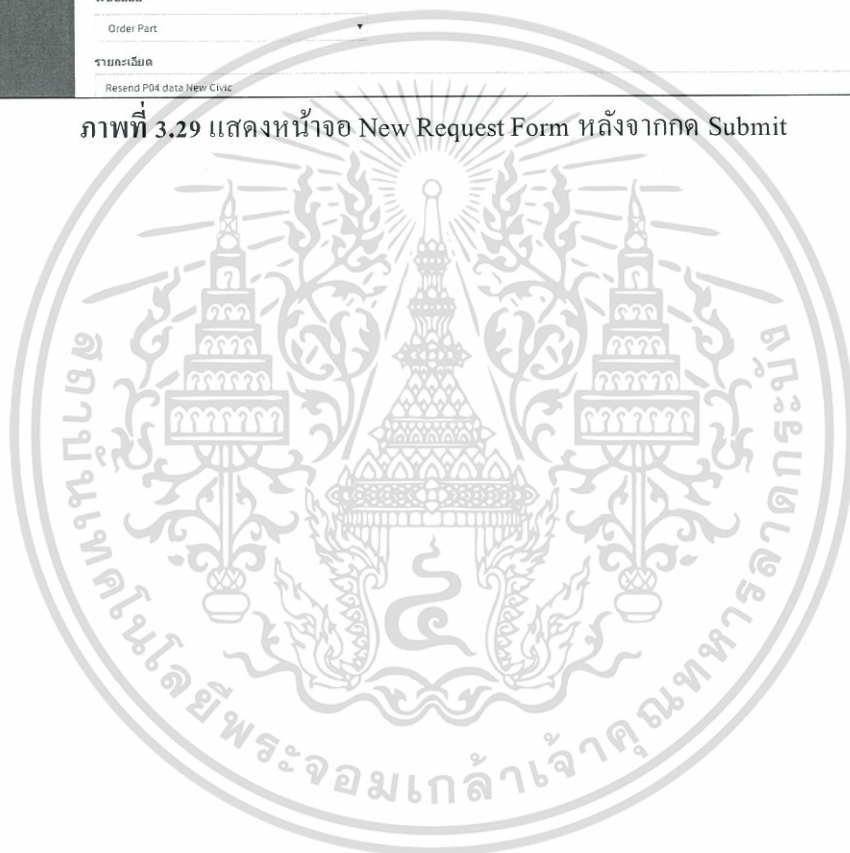 Order Part
รายละเอียด
Resend P04 data New Civic
ภาพที่ 3.29 แสดงหน้าจอ New Request Form หลังจากกด Submit
สถาบันเทคโนโลยีพระจอมเกล้าเจ้าคุณทหารลาดกระบัง